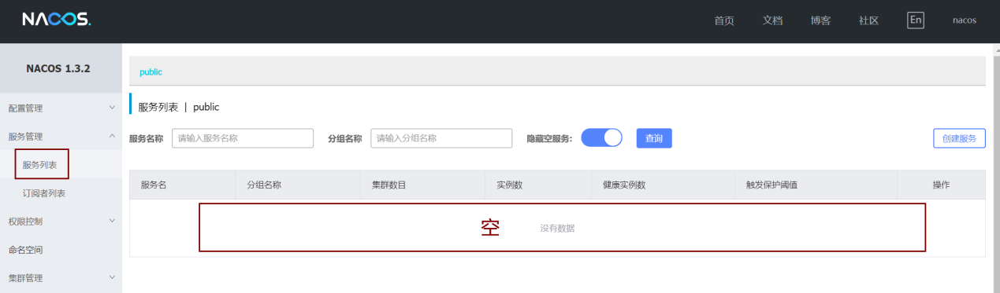 NACOS. 首页 文档 博客 社区 En nacos
NACOS 1.3.2
配置管理
服务管理
服务列表
订阅者列表
权限控制
命名空间
集群管理
public
服务列表 | public
服务名称 请输入服务名称 分组名称 请输入分组名称 隐藏空服务: 查询 创建服务
服务名 分组名称 集群数目 实例数 健康实例数 触发保护阈值 操作
空 没有数据